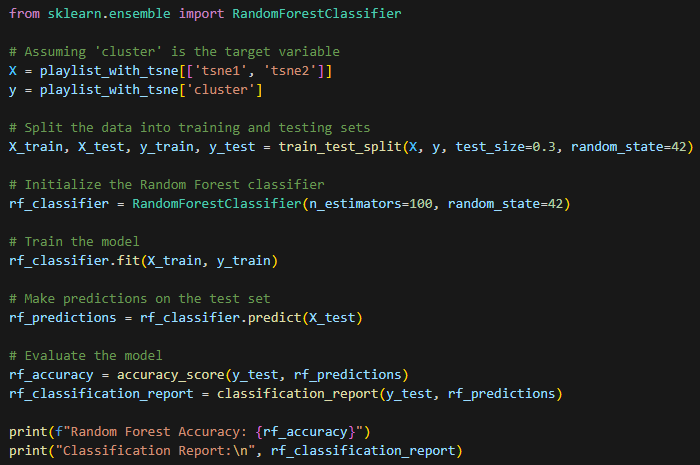 from sklearn.ensemble import RandomForestClassifier
# Assuming 'cluster' is the target variable
X = playlist_with_tsne[['tsne1', 'tsne2']]
y = playlist_with_tsne['cluster']
# Split the data into training and testing sets
X_train, X_test, y_train, y_test = train_test_split(X, y, test_size=0.3, random_state=42)
# Initialize the Random Forest classifier
rf_classifier = RandomForestClassifier(n_estimators=100, random_state=42)
# Train the model
rf_classifier.fit(X_train, y_train)
# Make predictions on the test set
rf_predictions = rf_classifier.predict(X_test)
# Evaluate the model
rf_accuracy = accuracy_score(y_test, rf_predictions)
rf_classification_report = classification_report(y_test, rf_predictions)
print(f"Random Forest Accuracy: {rf_accuracy}")
print("Classification Report:\n", rf_classification_report)